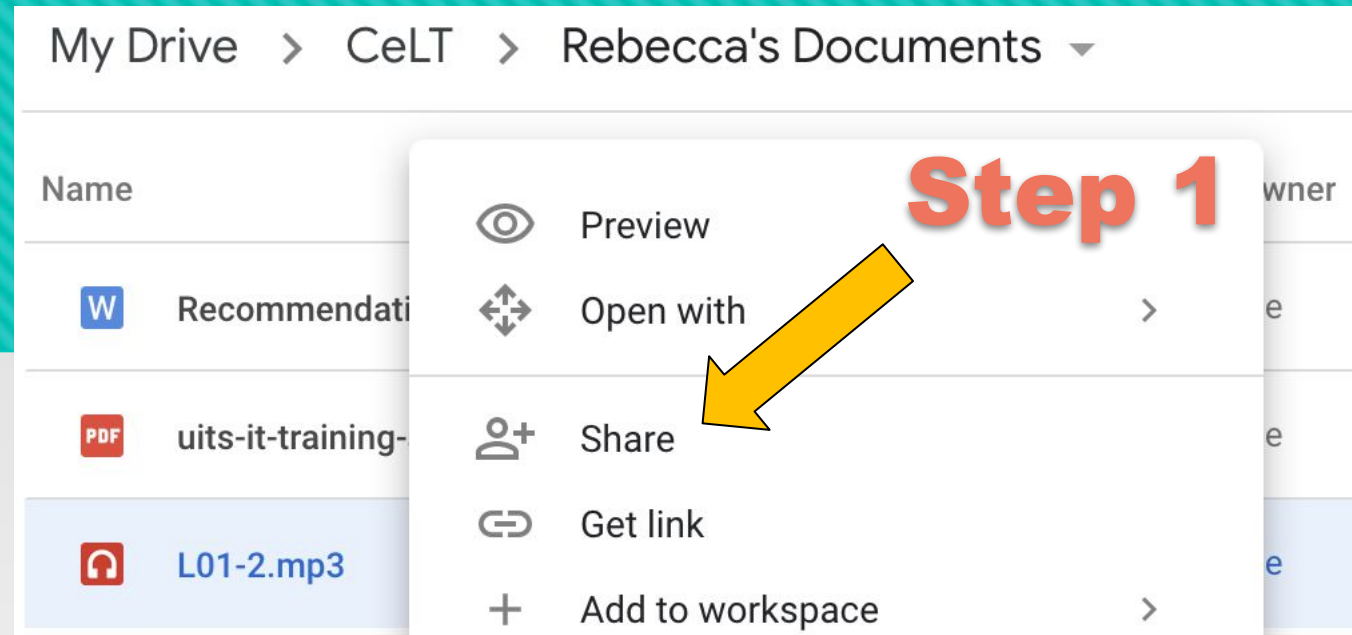 My Drive > CeLT > Rebecca's Documents
Name
Step 1
wner
Preview
W Recommendati
Open with >
e
PDF uits-it-training-
Share
e
Get link
L01-2.mp3
e
+ Add to workspace >